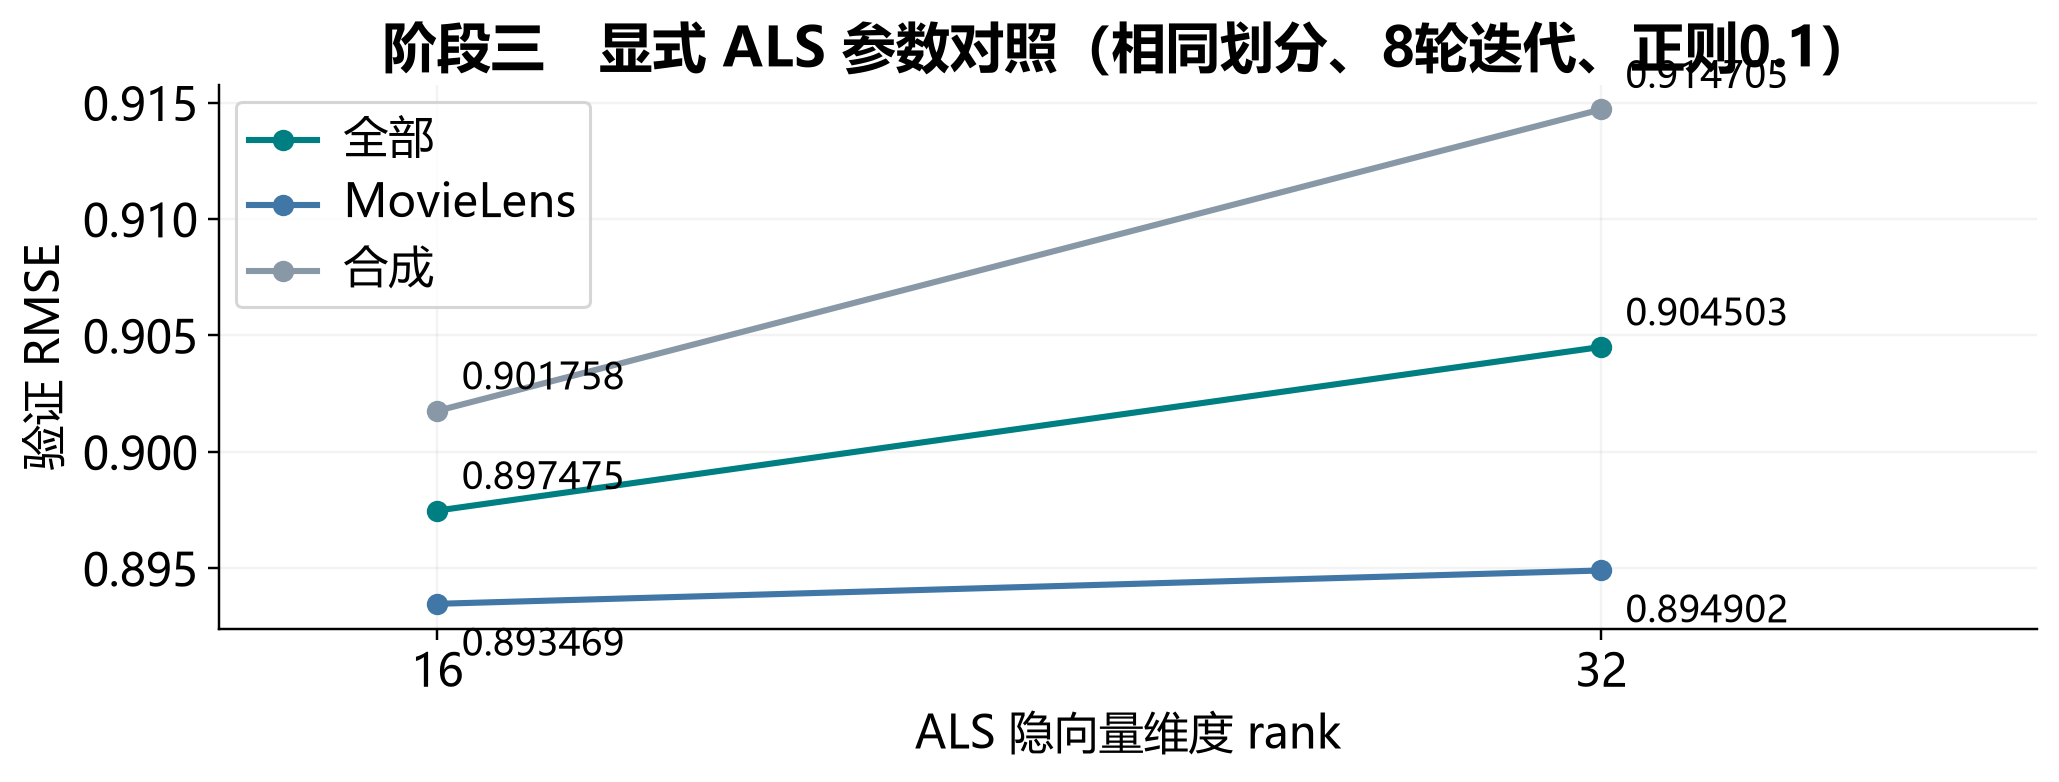 阶段三　显式 ALS 参数对照（相同划分、8轮迭代、正则0.1）
0.914705
0.915
0.910
0.905
0.900
0.895
验证 RMSE
全部
MovieLens
合成
0.901758
0.897475
0.893469
0.904503
0.894902
16
32
ALS 隐向量维度 rank